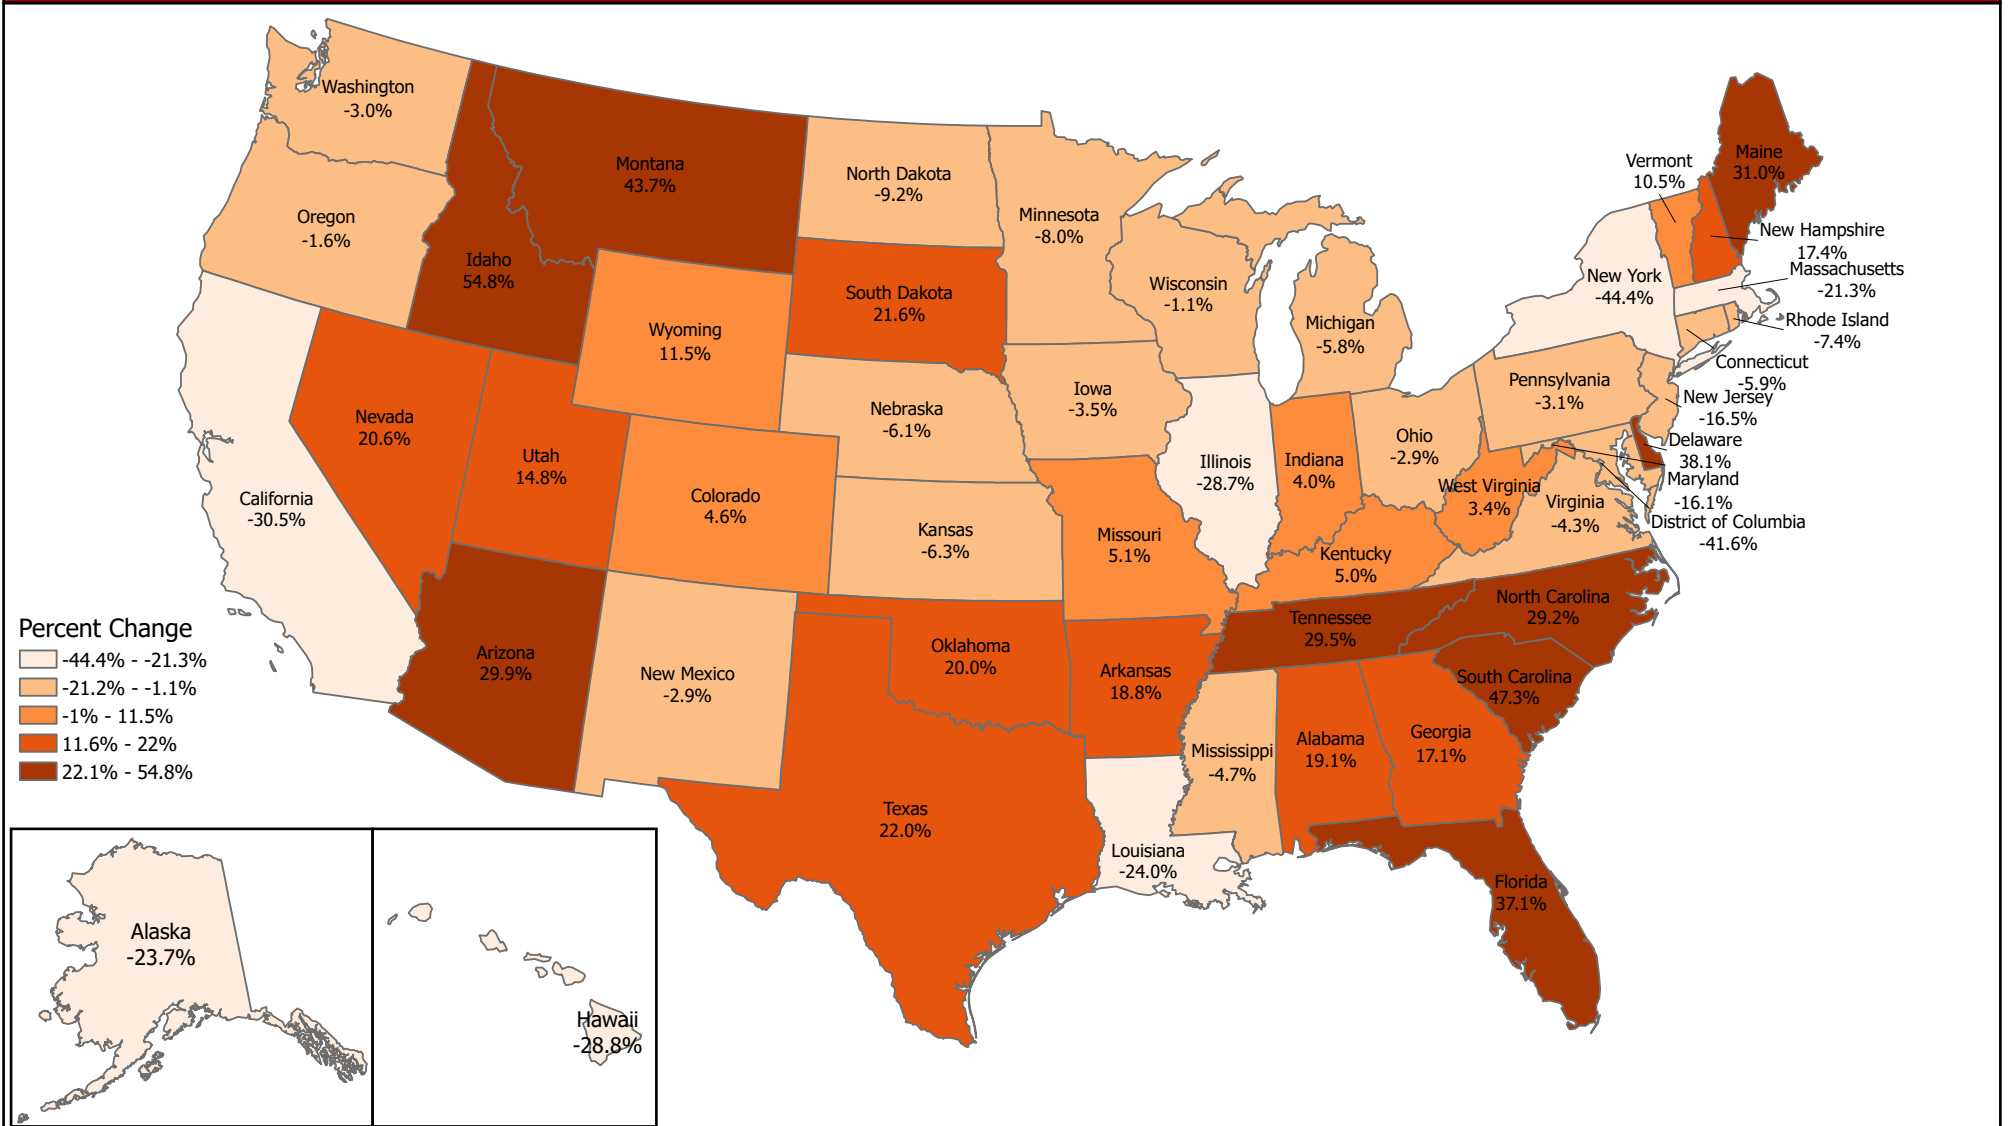 Washington
-3.0%
Oregon
-1.6%
Idaho
54.8%
Montana
43.7%
North Dakota
-9.2%
Minnesota
-8.0%
South Dakota
21.6%
Wyoming
11.5%
Wisconsin
-1.1%
Michigan
-5.8%
Vermont
10.5%
Maine
31.0%
New Hampshire
17.4%
Massachusetts
-21.3%
New York
-44.4%
Rhode Island
-7.4%
Connecticut
-5.9%
New Jersey
-16.5%
Pennsylvania
-3.1%
Delaware
38.1%
Maryland
-16.1%
District of Columbia
-41.6%
Nevada
20.6%
Utah
14.8%
California
-30.5%
Colorado
4.6%
Nebraska
-6.1%
Iowa
-3.5%
Kansas
-6.3%
Missouri
5.1%
Illinois
-28.7%
Indiana
4.0%
Ohio
-2.9%
West Virginia
3.4%
Virginia
-4.3%
Kentucky
5.0%
Tennessee
29.5%
North Carolina
29.2%
South Carolina
47.3%
Arizona
29.9%
New Mexico
-2.9%
Oklahoma
20.0%
Arkansas
18.8%
Mississippi
-4.7%
Alabama
19.1%
Georgia
17.1%
Texas
22.0%
Louisiana
-24.0%
Florida
37.1%
Percent Change
-44.4% - -21.3%
-21.2% - -1.1%
-1% - 11.5%
11.6% - 22%
22.1% - 54.8%
Alaska
-23.7%
Hawaii
-28.8%